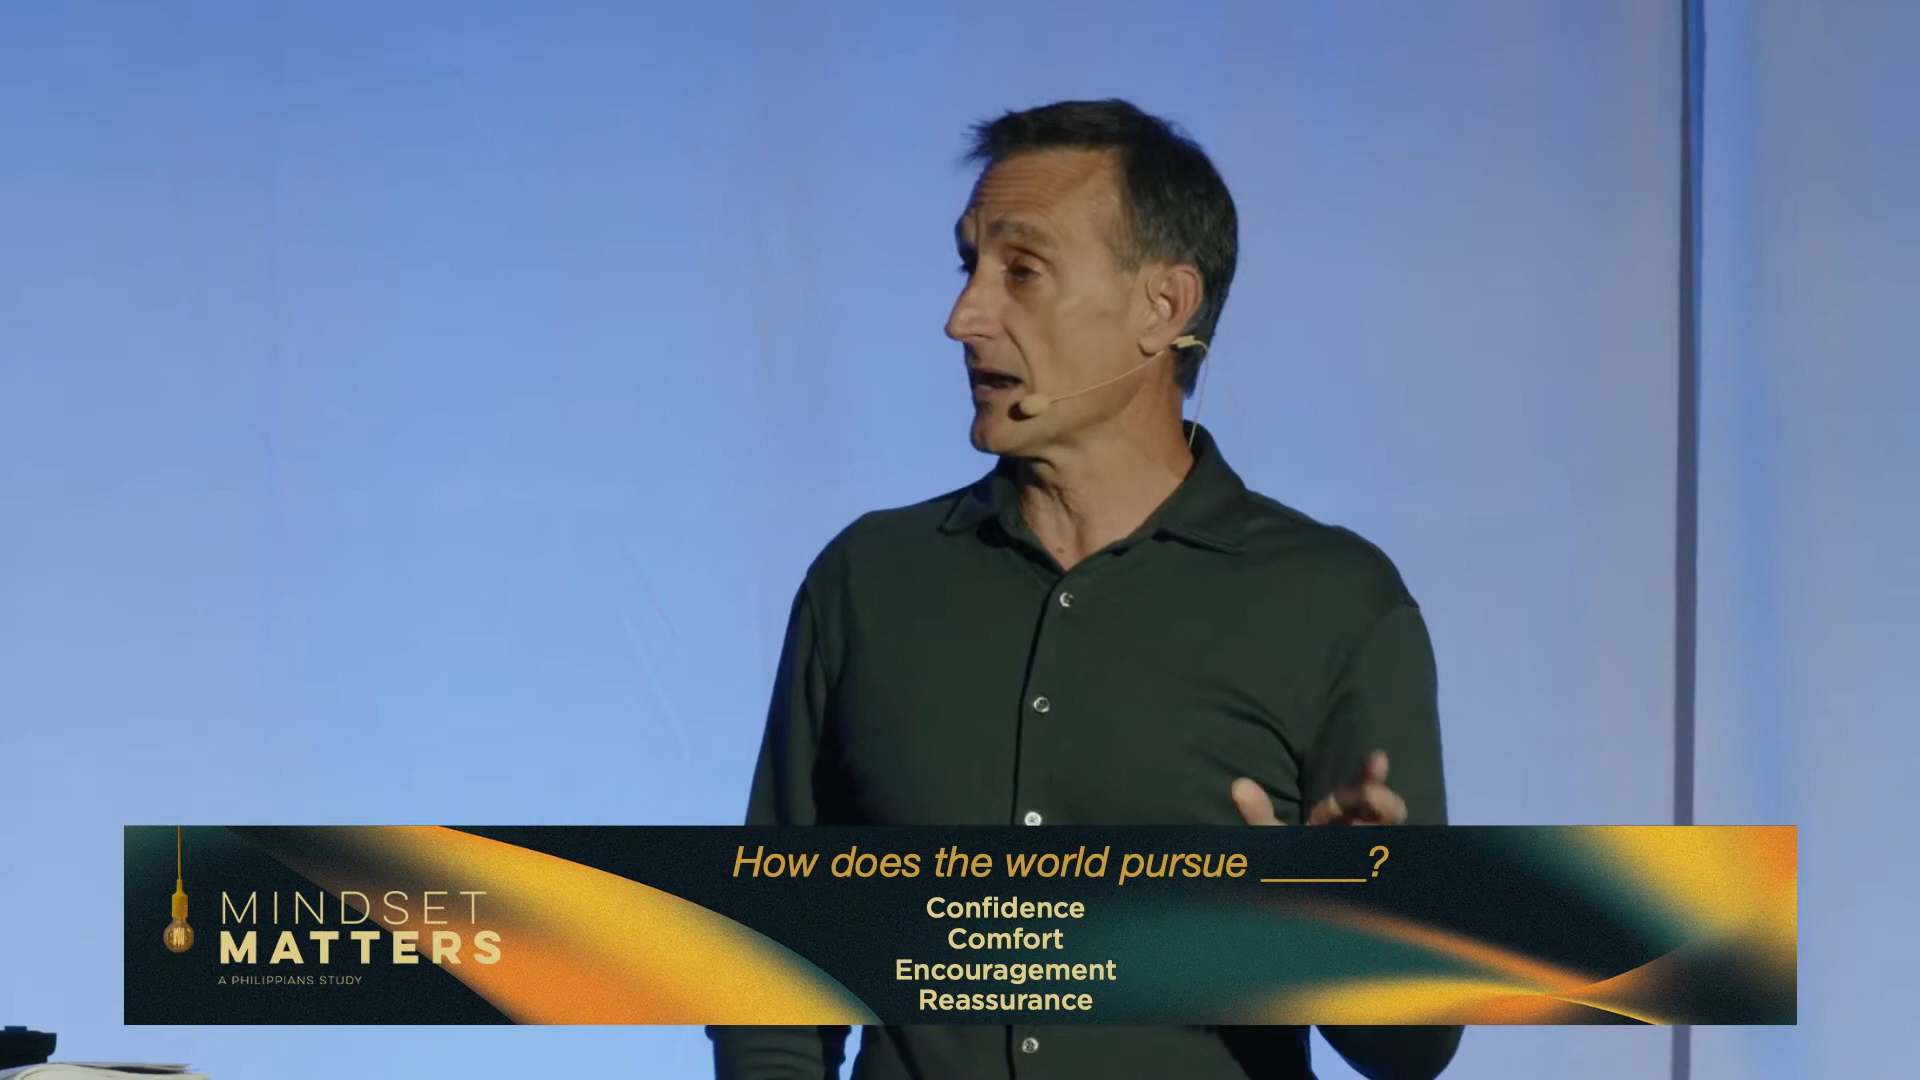 MINDSET
MATTERS
A PHILIPPIANS STUDY
How does the world pursue _____?
Confidence
Comfort
Encouragement
Reassurance